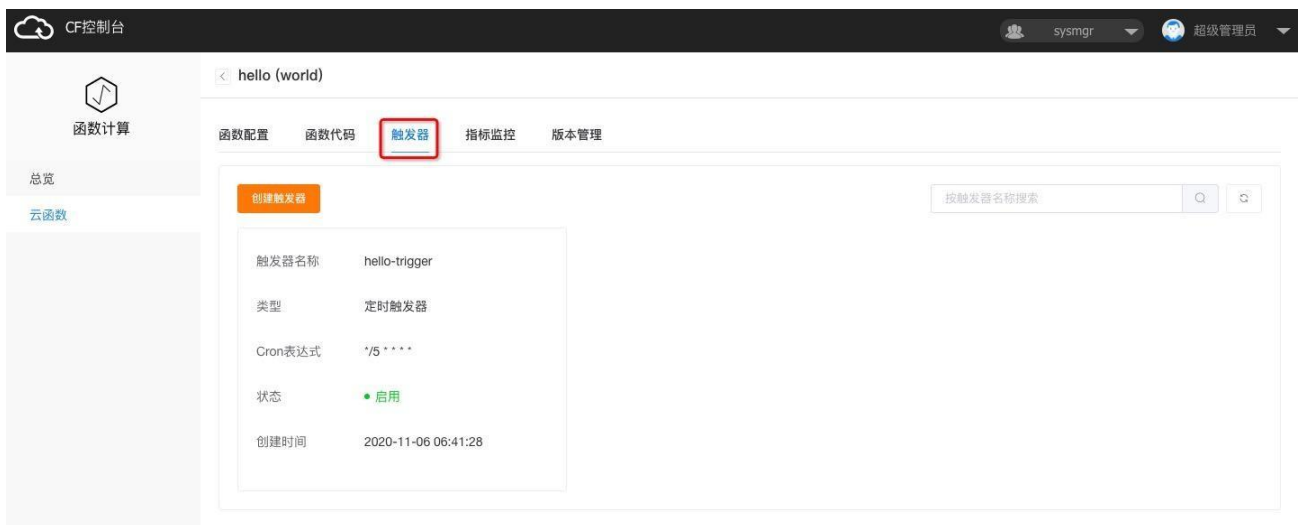 CF控制台
sysmgr
超级管理员
函数计算
总览
云函数
hello (world)
函数配置 函数代码 触发器 指标监控 版本管理
创建触发器
按触发器名称搜索
触发器名称 hello-trigger
类型 定时触发器
Cron表达式 */5 * * * *
状态 启用
创建时间 2020-11-06 06:41:28